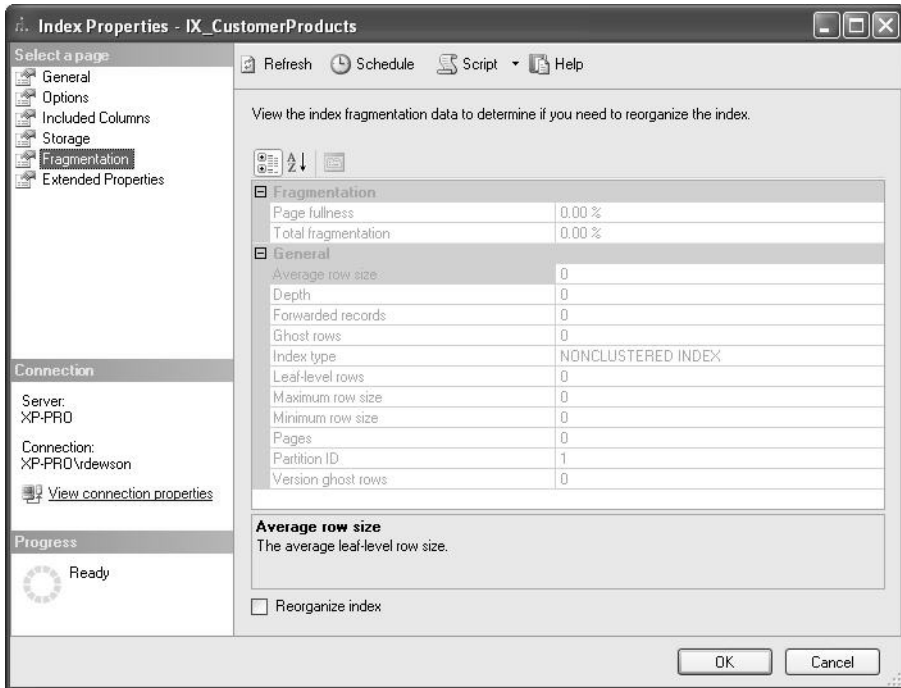 Index Properties - IX_CustomerProducts
Select a page
General
Options
Included Columns
Storage
Fragmentation
Extended Properties
Connection
Server:
XP-PRO
Connection:
XP-PRO\rdewson
View connection properties
Progress
Ready
Refresh Schedule Script Help
View the index fragmentation data to determine if you need to reorganize the index.
Fragmentation
Page fullness 0.00 %
Total fragmentation 0.00 %
General
Average row size 0
Depth 0
Forwarded records 0
Ghost rows 0
Index type NONCLUSTERED INDEX
Leaf-level rows 0
Maximum row size 0
Minimum row size 0
Pages 0
Partition ID 1
Version ghost rows 0
Average row size
The average leaf-level row size.
Reorganize index
OK Cancel